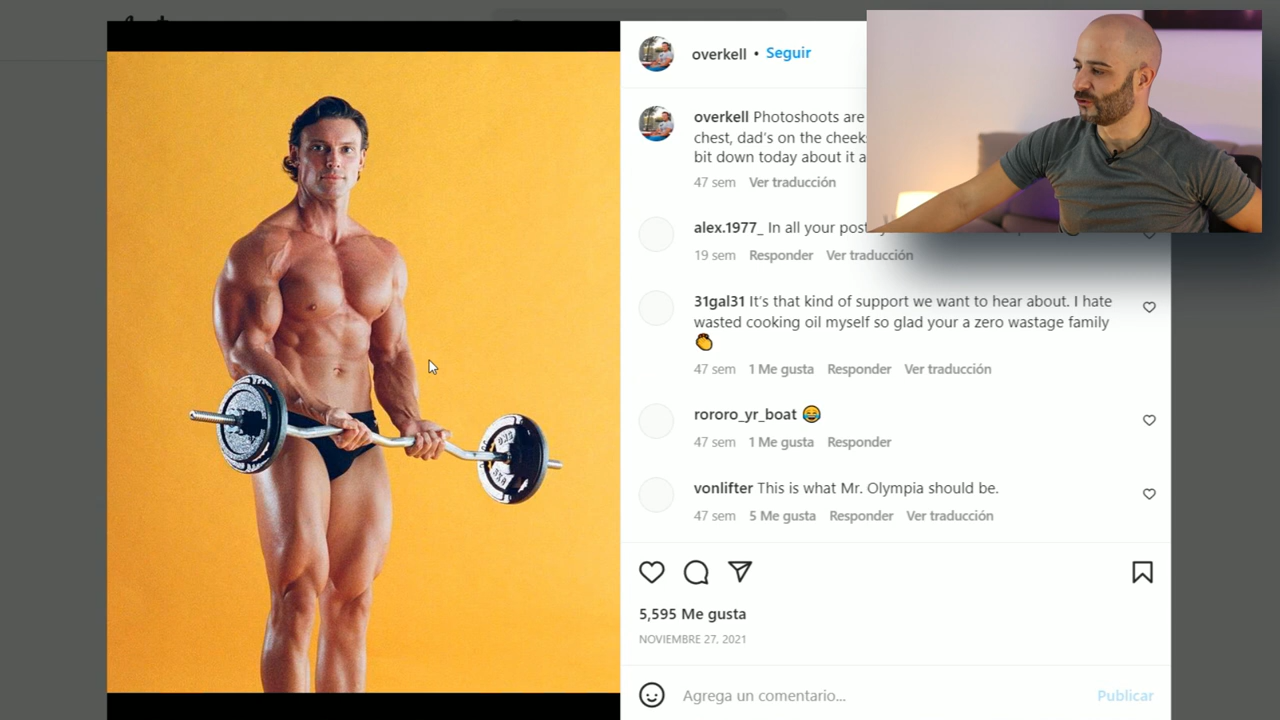 overkell • Seguir
overkell Photoshoots are
chest, dad's on the cheeks
bit down today about it a
47 sem Ver traducción
alex.1977_ In all your post
19 sem Responder Ver traducción
31gal31 It's that kind of support we want to hear about. I hate
wasted cooking oil myself so glad your a zero wastage family
👏
47 sem 1 Me gusta Responder Ver traducción
rororo_yr_boat 😂
47 sem 1 Me gusta Responder
vonlifter This is what Mr. Olympia should be.
47 sem 5 Me gusta Responder Ver traducción
5,595 Me gusta
NOVIEMBRE 27, 2021
Agrega un comentario...
Publicar